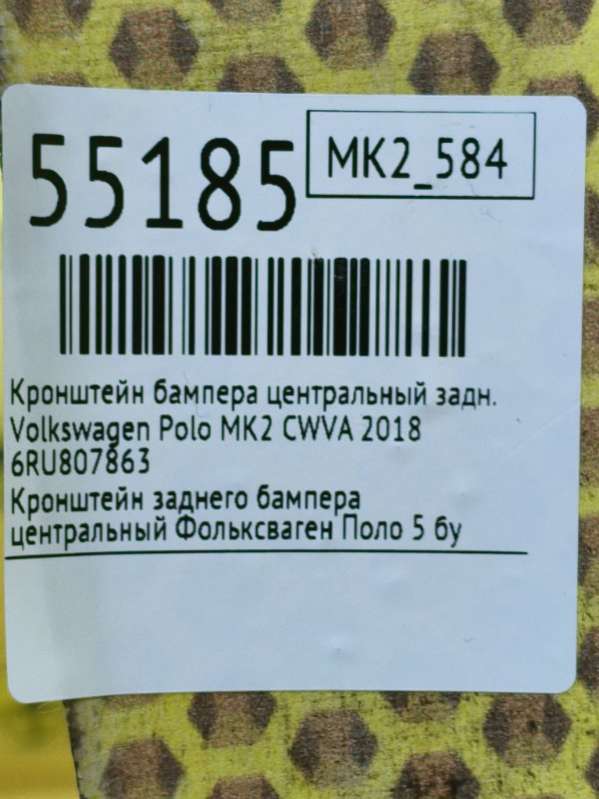 55185
MK2_584
Кронштейн бампера центральный задн.
Volkswagen Polo MK2 CWVA 2018
6RU807863
Кронштейн заднего бампера
центральный Фольксваген Поло 5 бу